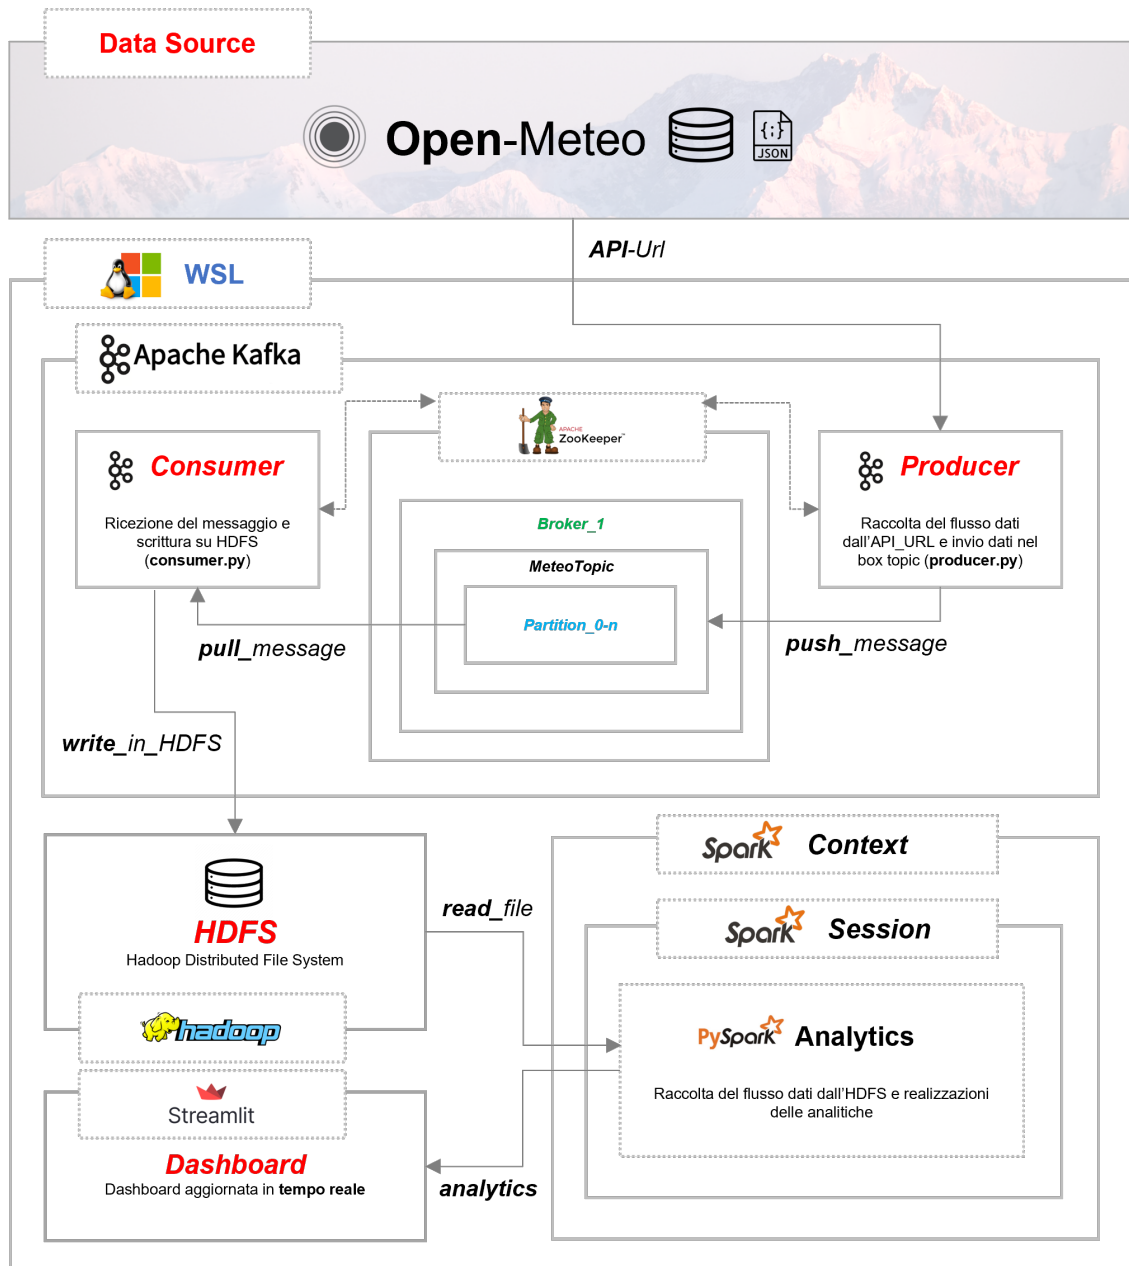 Data Source
Open-Meteo
{;}
JSON
API-Url
WSL
Apache Kafka
APACHE
ZooKeeper™
Consumer
Ricezione del messaggio e
scrittura su HDFS
(consumer.py)
Producer
Raccolta del flusso dati
dall'API_URL e invio dati nel
box topic (producer.py)
Broker_1
MeteoTopic
Partition_0-n
pull_message
push_message
write_in_HDFS
HDFS
Hadoop Distributed File System
hadoop
read_file
Spark Context
Spark Session
PySpark Analytics
Raccolta del flusso dati dall'HDFS e realizzazioni
delle analitiche
Streamlit
Dashboard
Dashboard aggiornata in tempo reale
analytics